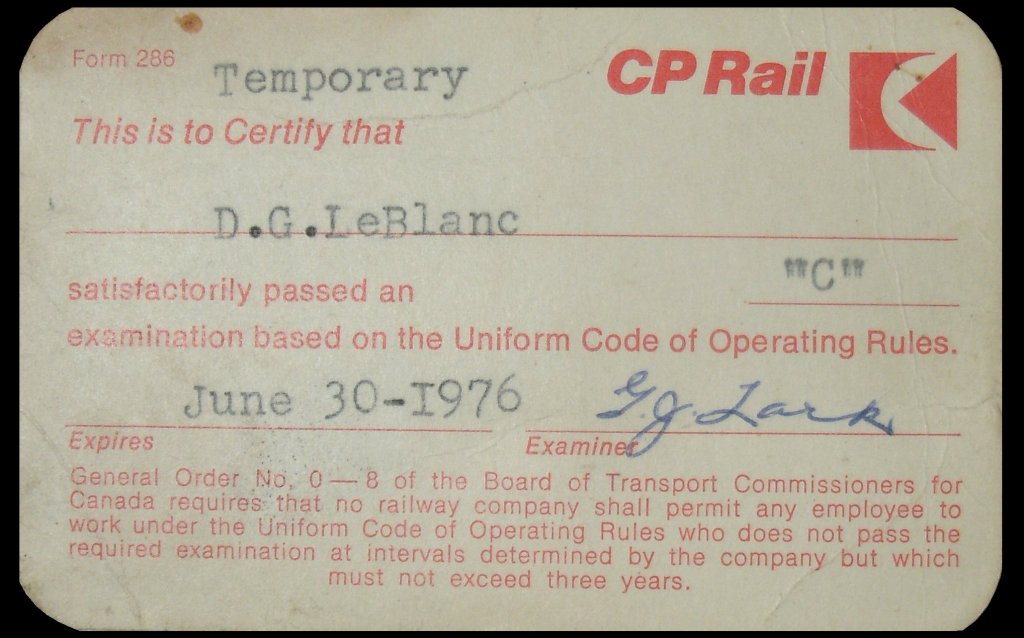 Form 286
Temporary
CP Rail
This is to Certify that
D.G.LeBlanc
"C"
satisfactorily passed an
examination based on the Uniform Code of Operating Rules.
June 30-I976
G.J. Lark
Expires
Examiner
General Order No. 0 — 8 of the Board of Transport Commissioners for
Canada requires that no railway company shall permit any employee to
work under the Uniform Code of Operating Rules who does not pass the
required examination at intervals determined by the company but which
must not exceed three years.